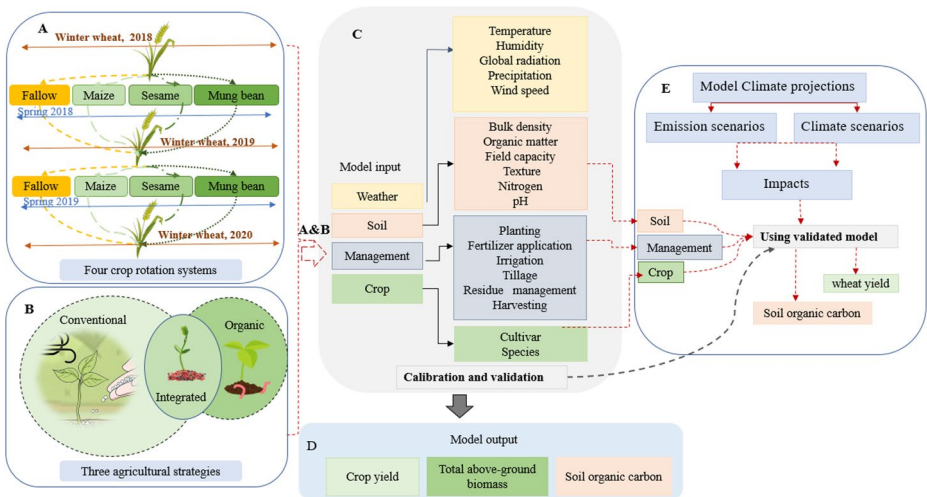 A
Winter wheat, 2018
Fallow
Maize
Sesame
Mung bean
Spring 2018
Winter wheat, 2019
Fallow
Maize
Sesame
Mung bean
Spring 2019
Winter wheat, 2020
Four crop rotation systems
B
Conventional
Organic
Integrated
Three agricultural strategies
A&B
C
Model input
Weather
Soil
Management
Crop
Temperature
Humidity
Global radiation
Precipitation
Wind speed
Bulk density
Organic matter
Field capacity
Texture
Nitrogen
pH
Planting
Fertilizer application
Irrigation
Tillage
Residue management
Harvesting
Cultivar
Species
Calibration and validation
D
Model output
Crop yield
Total above-ground
biomass
Soil organic carbon
E
Model Climate projections
Emission scenarios
Climate scenarios
Impacts
Soil
Management
Crop
Using validated model
wheat yield
Soil organic carbon